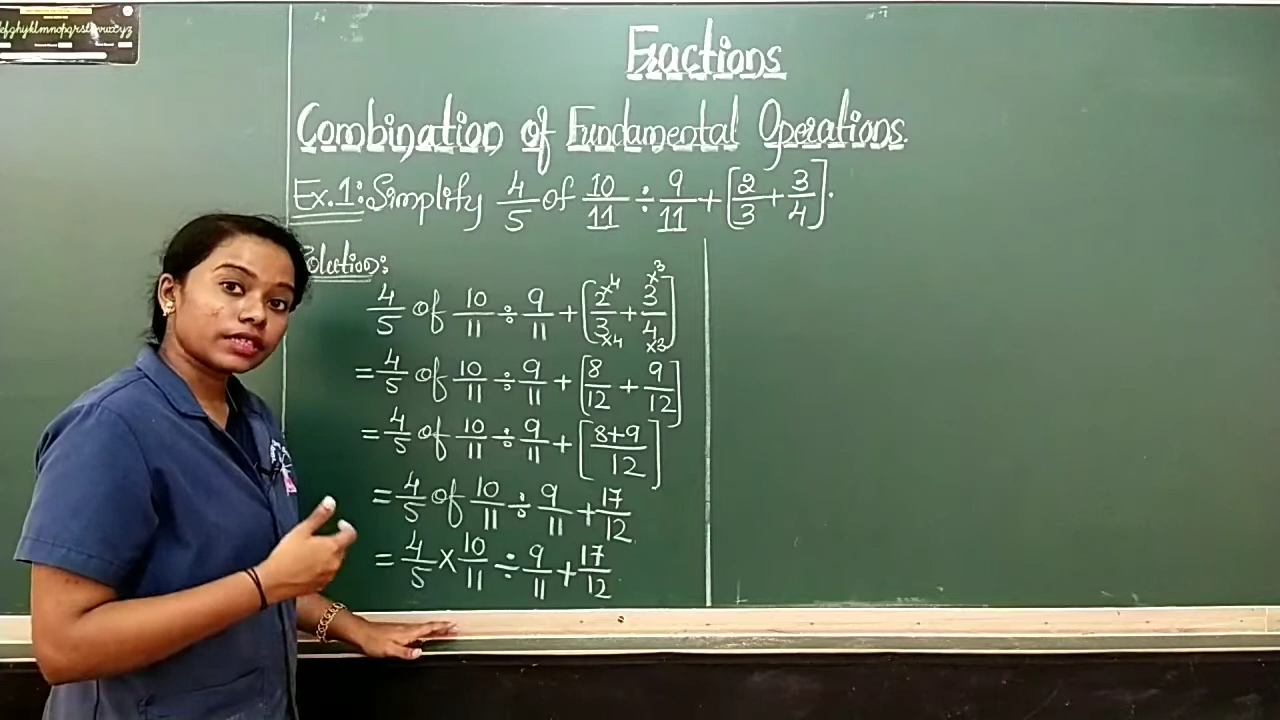 efghyklmnopqrstuvwxyz
Fractions
Combination of Fundamental Operations.
Ex.1: Simplify 4/5 of 10/11 ÷ 9/11 + [2/3 + 3/4].
Solution:
4/5 of 10/11 ÷ 9/11 + [2×4/3×4 + 3×3/4×3]
= 4/5 of 10/11 ÷ 9/11 + [8/12 + 9/12]
= 4/5 of 10/11 ÷ 9/11 + [8+9/12]
= 4/5 of 10/11 ÷ 9/11 + 17/12
= 4/5 × 10/11 ÷ 9/11 + 17/12